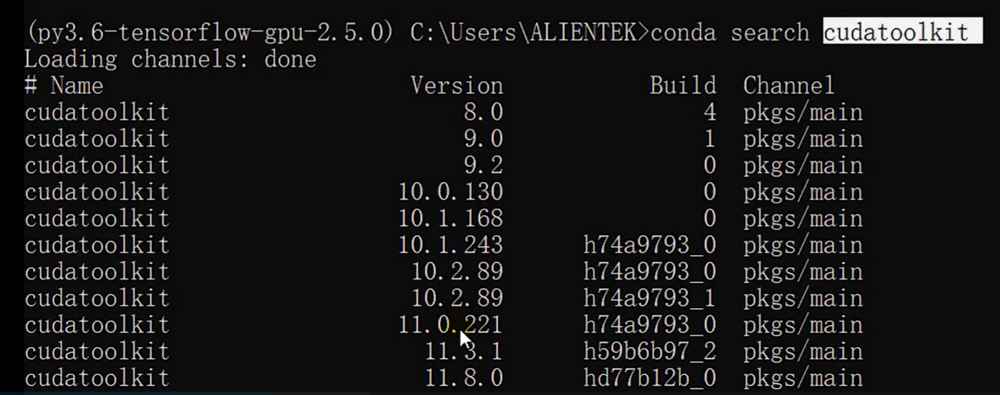 (py3.6-tensorflow-gpu-2.5.0) C:\Users\ALIENTEK>conda search cudatoolkit
Loading channels: done
# Name Version Build Channel
cudatoolkit 8.0 4 pkgs/main
cudatoolkit 9.0 1 pkgs/main
cudatoolkit 9.2 0 pkgs/main
cudatoolkit 10.0.130 0 pkgs/main
cudatoolkit 10.1.168 0 pkgs/main
cudatoolkit 10.1.243 h74a9793_0 pkgs/main
cudatoolkit 10.2.89 h74a9793_0 pkgs/main
cudatoolkit 10.2.89 h74a9793_1 pkgs/main
cudatoolkit 11.0.221 h74a9793_0 pkgs/main
cudatoolkit 11.3.1 h59b6b97_2 pkgs/main
cudatoolkit 11.8.0 hd77b12b_0 pkgs/main